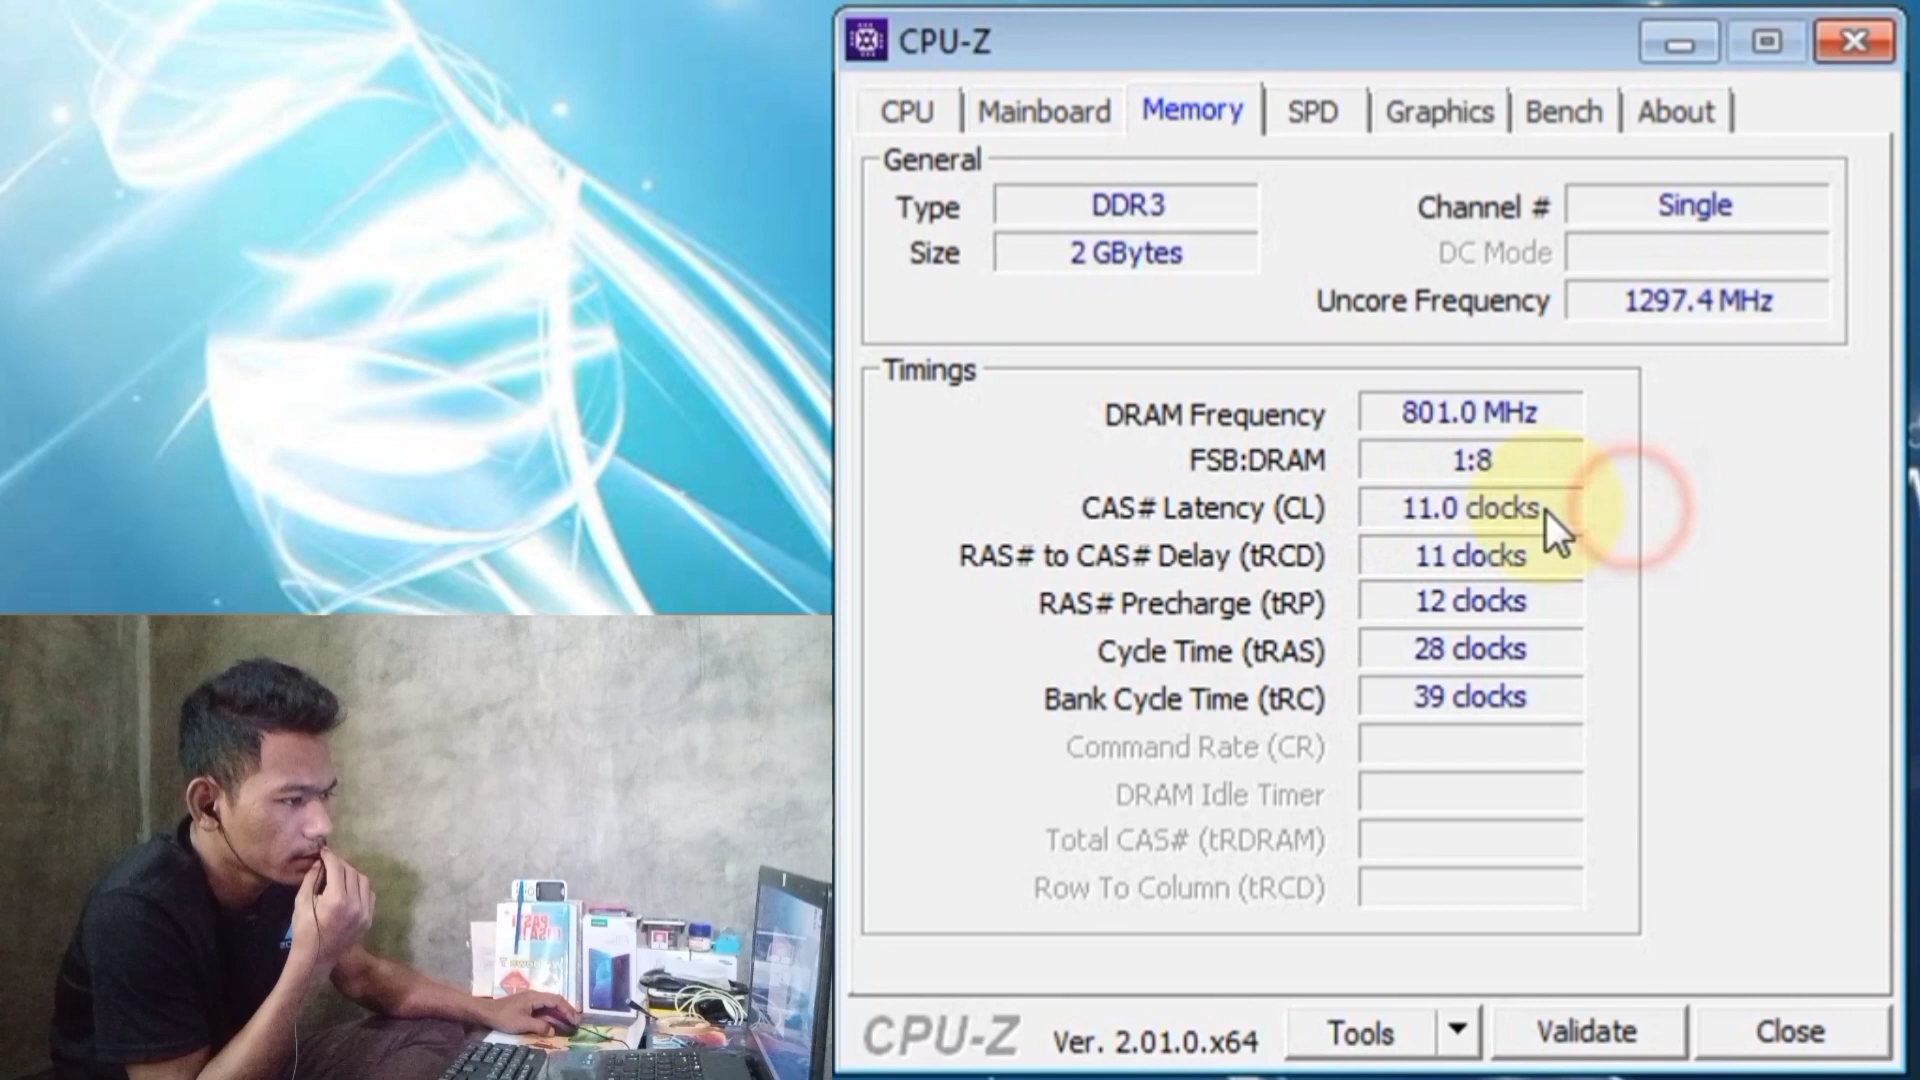 CPU-Z
CPU Mainboard Memory SPD Graphics Bench About
General
Type DDR3 Channel # Single
Size 2 GBytes DC Mode
Uncore Frequency 1297.4 MHz
Timings
DRAM Frequency 801.0 MHz
FSB:DRAM 1:8
CAS# Latency (CL) 11.0 clocks
RAS# to CAS# Delay (tRCD) 11 clocks
RAS# Precharge (tRP) 12 clocks
Cycle Time (tRAS) 28 clocks
Bank Cycle Time (tRC) 39 clocks
Command Rate (CR)
DRAM Idle Timer
Total CAS# (tRDRAM)
Row To Column (tRCD)
CPU-Z Ver. 2.01.0.x64 Tools Validate Close